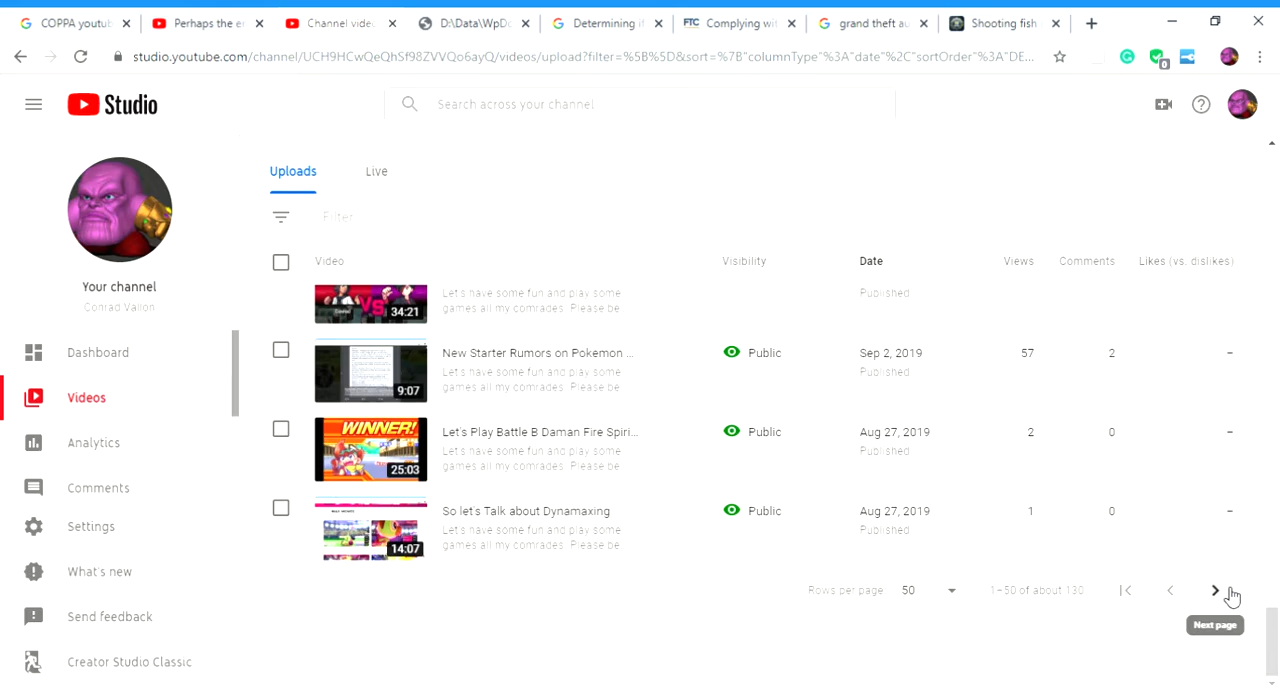 COPPA youtub
Perhaps the e
Channel vide
D:\Data\WpD
Determining i
Complying wi
grand theft au
Shooting fish
studio.youtube.com/channel/UCH9HCwQeQhSf98ZVVQo6ayQ/videos/upload?filter=%5B%5D&sort=%7B"columnType"%3A"date"%2C"sortOrder"%3A"DE...
0
Studio
Search across your channel
Your channel
Conrad Vallon
Dashboard
Videos
Analytics
Comments
Settings
What's new
Send feedback
Creator Studio Classic
Uploads
Live
Filter
Video
Visibility
Date
Views
Comments
Likes (vs. dislikes)
VS
34:21
Let's have some fun and play some
games all my comrades. Please be
Published
9:07
New Starter Rumors on Pokemon ...
Let's have some fun and play some
games all my comrades. Please be
Public
Sep 2, 2019
Published
57
2
–
WINNER!
25:03
Let's Play Battle B Daman Fire Spiri...
Let's have some fun and play some
games all my comrades. Please be
Public
Aug 27, 2019
Published
2
0
–
14:07
So let's Talk about Dynamaxing
Let's have some fun and play some
games all my comrades. Please be
Public
Aug 27, 2019
Published
1
0
–
Rows per page
50
1–50 of about 130
Next page